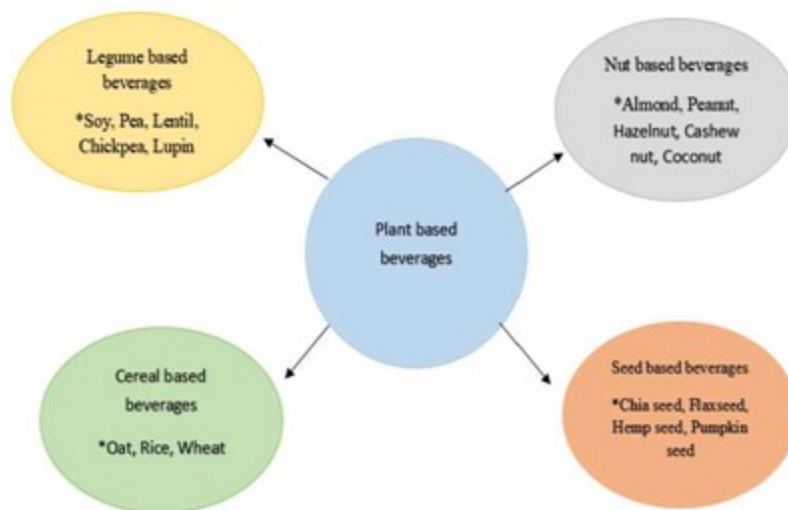 Legume based
beverages
*Soy, Pea, Lentil,
Chickpea, Lupin
Nut based beverages
*Almond, Peanut,
Hazelnut, Cashew
nut, Coconut
Plant based
beverages
Cereal based
beverages
*Oat, Rice, Wheat
Seed based beverages
*Chia seed, Flaxseed,
Hemp seed, Pumpkin
seed